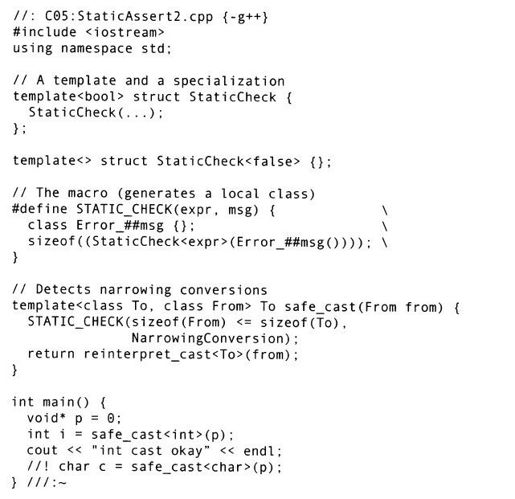 //: C05:StaticAssert2.cpp {-g++}
#include <iostream>
using namespace std;
// A template and a specialization
template<bool> struct StaticCheck {
  StaticCheck(...);
};
template<> struct StaticCheck<false> {};
// The macro (generates a local class)
#define STATIC_CHECK(expr, msg) {             \
  class Error_##msg {};                       \
  sizeof((StaticCheck<expr>(Error_##msg()))); \
}
// Detects narrowing conversions
template<class To, class From> To safe_cast(From from) {
  STATIC_CHECK(sizeof(From) <= sizeof(To),
               NarrowingConversion);
  return reinterpret_cast<To>(from);
}
int main() {
  void* p = 0;
  int i = safe_cast<int>(p);
  cout << "int cast okay" << endl;
  //! char c = safe_cast<char>(p);
} ///:~